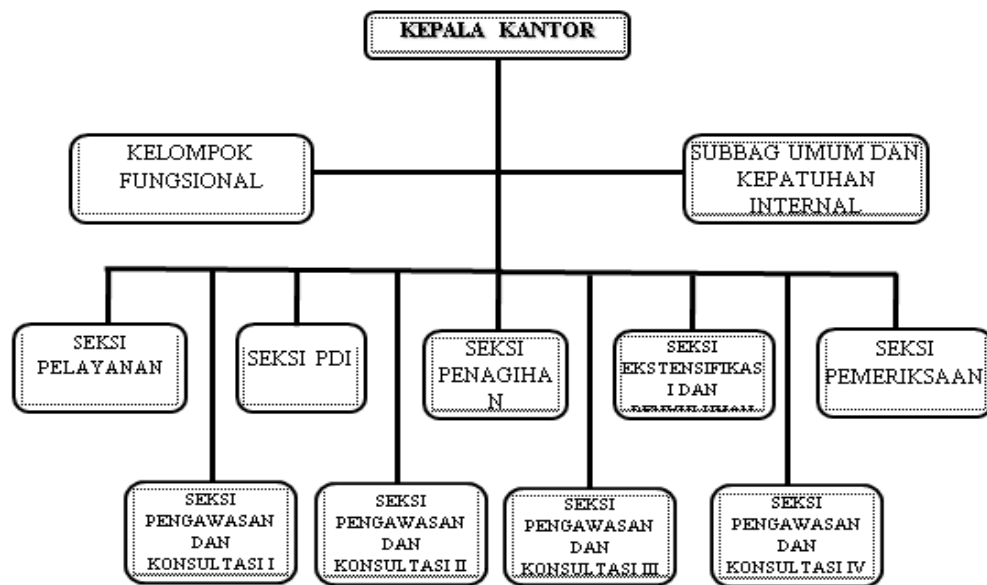 KEPALA KANTOR
KELOMPOK
FUNGSIONAL
SUBBAG UMUM DAN
KEPATUHAN
INTERNAL
SEKSI
PELAYANAN
SEKSI PDI
SEKSI
PENAGIHA
N
SEKSI
EKSTENSIFIKAS
I DAN
SEKSI
PEMERIKSAAN
SEKSI
PENGAWASAN
DAN
KONSULTASI I
SEKSI
PENGAWASAN
DAN
KONSULTASI II
SEKSI
PENGAWASAN
DAN
KONSULTASI III
SEKSI
PENGAWASAN
DAN
KONSULTASI IV